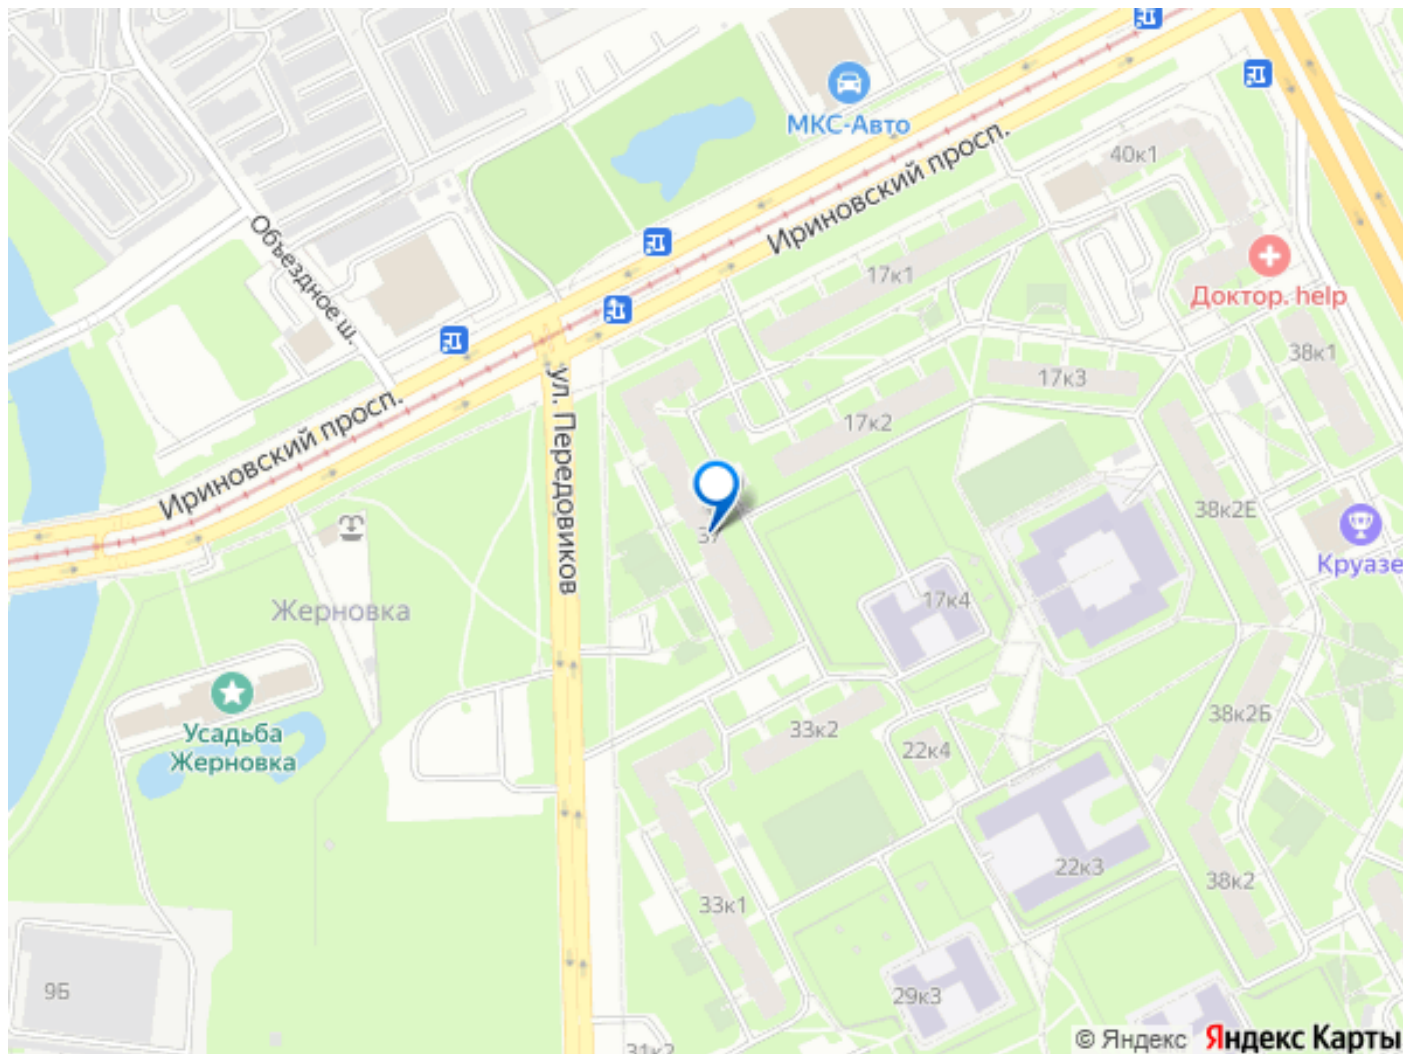 МКС-Авто
40к1
Ириновский просп.
Объездное ш.
17к1
Доктор. help
38к1
17к3
ул. Передовиков
17к2
Ириновский просп.
38к2Е
Круазе
17к4
Жерновка
38к2Б
Усадьба
Жерновка
33к2
22к4
22к3
38к2
33к1
9Б
29к3
31к2
© Яндекс Яндекс Карты